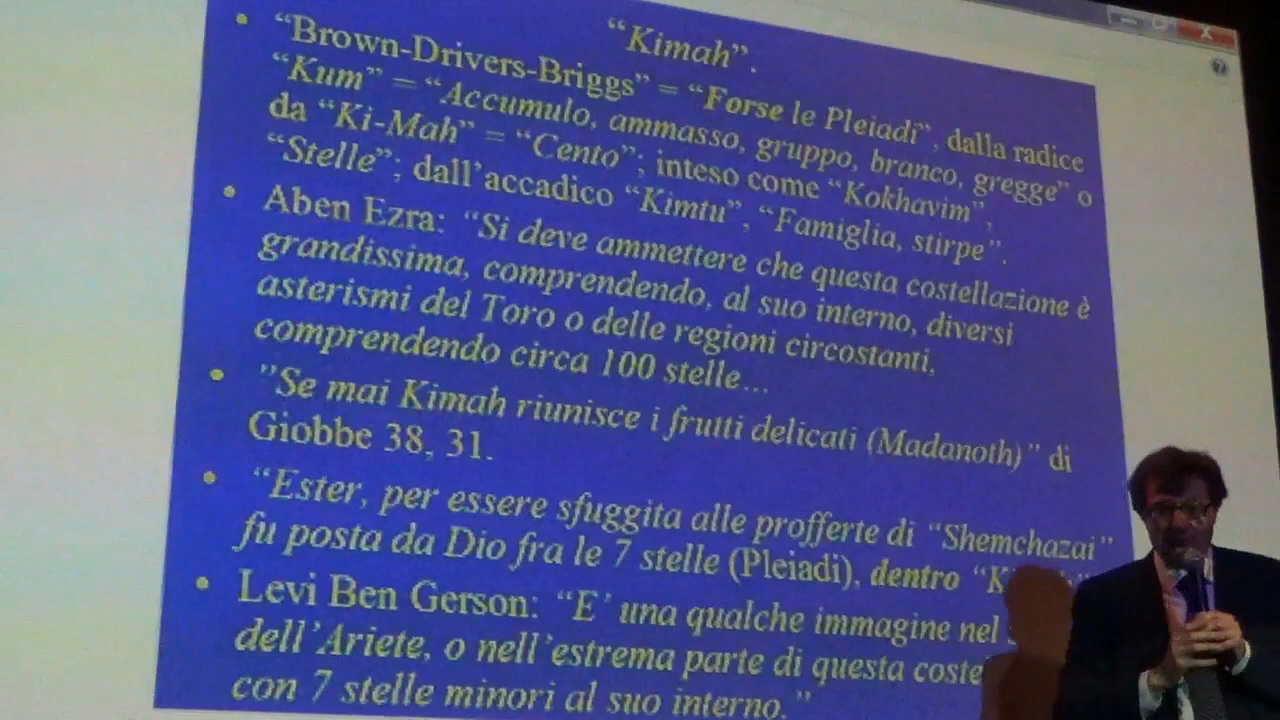 “Kimah”.
“Brown-Drivers-Briggs” = “Forse le Pleiadi”, dalla radice
“Kum” = “Accumulo, ammasso, gruppo, branco, gregge” o
da “Ki-Mah” = “Cento”; inteso come “Kokhavim”,
“Stelle”; dall’accadico “Kimtu”, “Famiglia, stirpe”.
Aben Ezra: “Si deve ammettere che questa costellazione è
grandissima, comprendendo, al suo interno, diversi
asterismi del Toro o delle regioni circostanti,
comprendendo circa 100 stelle...
”Se mai Kimah riunisce i frutti delicati (Madanoth)” di
Giobbe 38, 31.
“Ester, per essere sfuggita alle profferte di “Shemchazai”
fu posta da Dio fra le 7 stelle (Pleiadi), dentro
Levi Ben Gerson: “E’ una qualche immagine nel
dell’Ariete, o nell’estrema parte di questa
con 7 stelle minori al suo interno.”